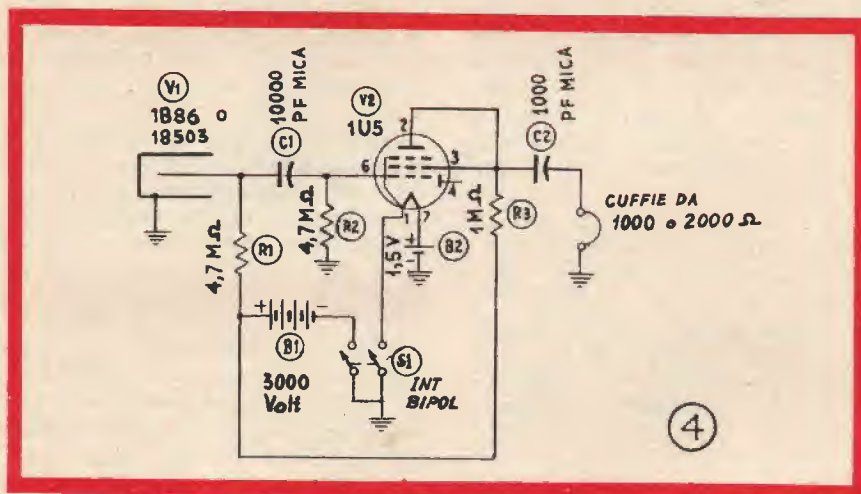 V1
1B86 o
18503
10000
PF MICA
C1
V2
1U5
2
6
3
4
1
7
1000
PF MICA
C2
CUFFIE DA
1000 o 2000 Ω
4,7 MΩ
R1
4,7 MΩ
R2
1,5 V
+
-
B2
1 MΩ
R3
+
-
B1
3000
Volt
S1
INT
BIPOL
4